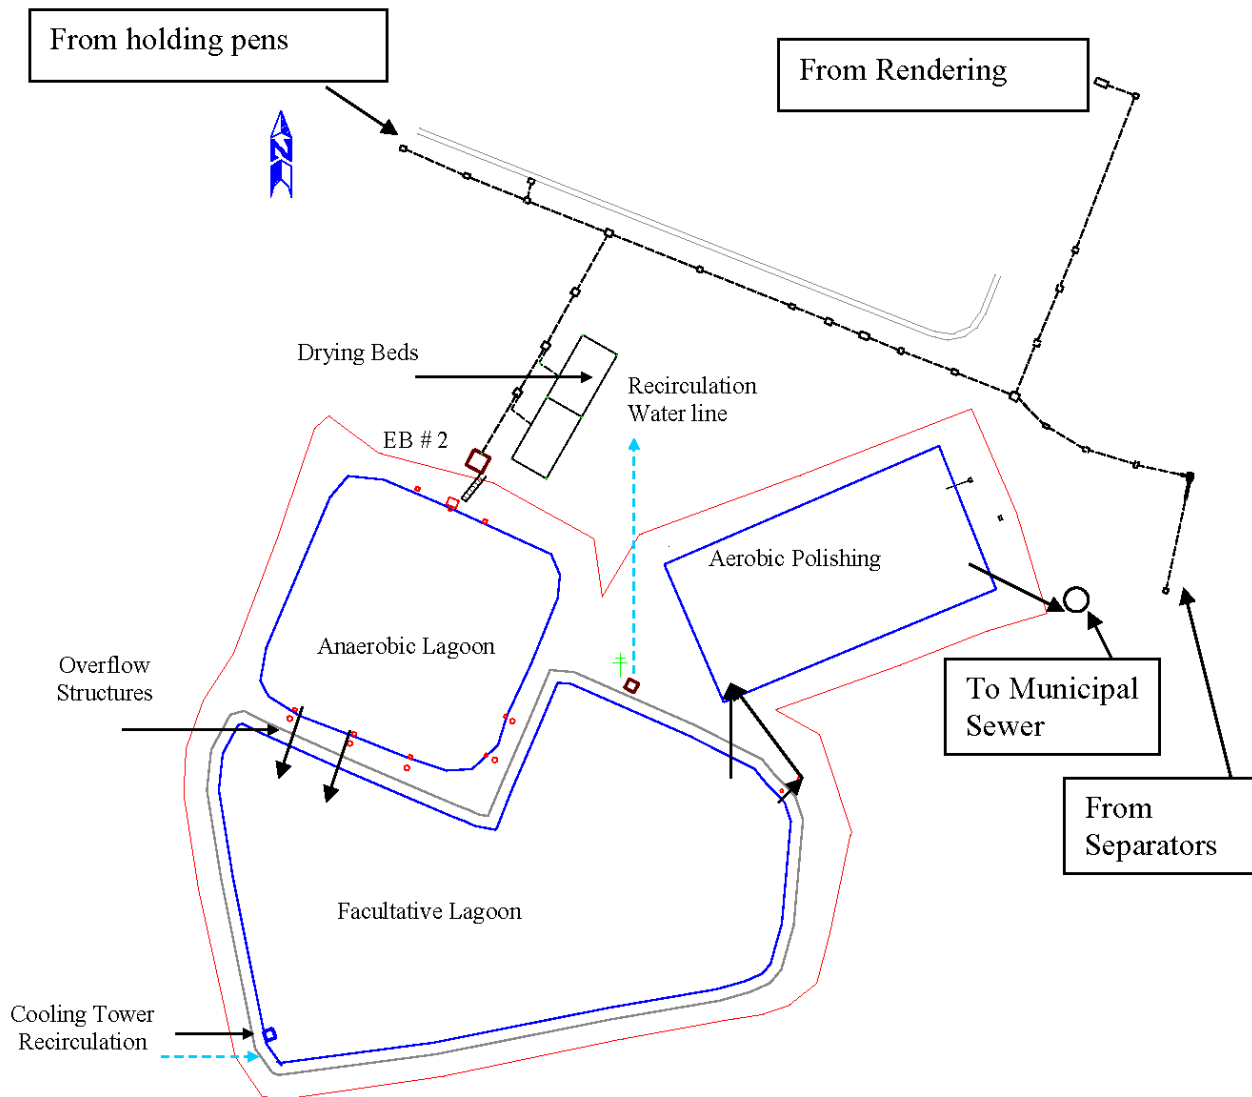 From holding pens
From Rendering
N
Drying Beds
Recirculation
Water line
EB # 2
Aerobic Polishing
Anaerobic Lagoon
Overflow
Structures
To Municipal
Sewer
From
Separators
Facultative Lagoon
Cooling Tower
Recirculation